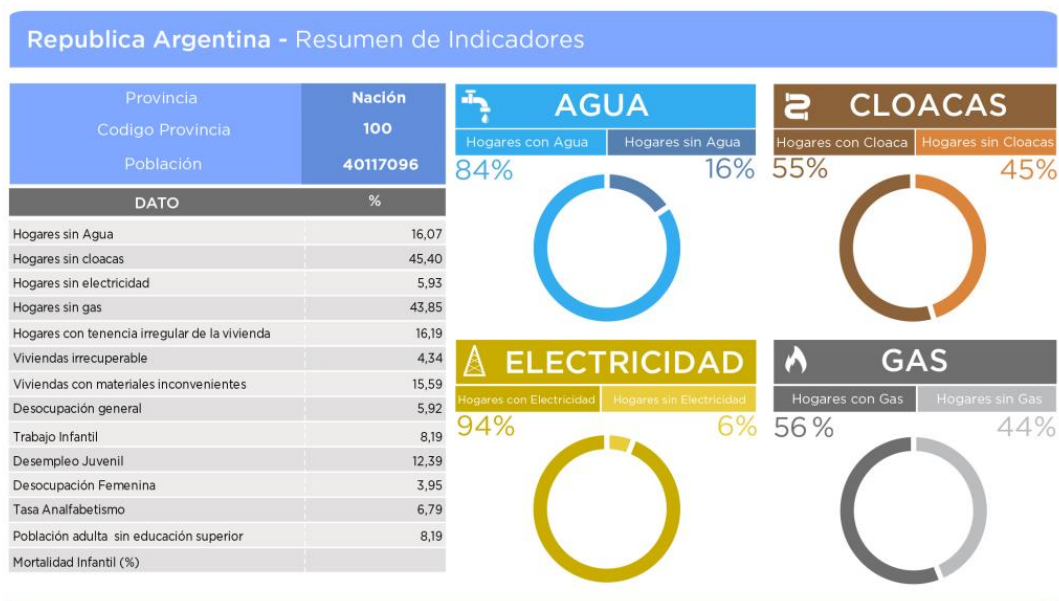 Republica Argentina - Resumen de Indicadores
Provincia Nación
Codigo Provincia 100
Población 40117096
DATO %
Hogares sin Agua 16,07
Hogares sin cloacas 45,40
Hogares sin electricidad 5,93
Hogares sin gas 43,85
Hogares con tenencia irregular de la vivienda 16,19
Viviendas irrecuperable 4,34
Viviendas con materiales inconvenientes 15,59
Desocupación general 5,92
Trabajo Infantil 8,19
Desempleo Juvenil 12,39
Desocupación Femenina 3,95
Tasa Analfabetismo 6,79
Población adulta sin educación superior 8,19
Mortalidad Infantil (%)
AGUA
Hogares con Agua Hogares sin Agua
84% 16%
CLOACAS
Hogares con Cloaca Hogares sin Cloacas
55% 45%
ELECTRICIDAD
Hogares con Electricidad Hogares sin Electricidad
94% 6%
GAS
Hogares con Gas Hogares sin Gas
56 % 44%